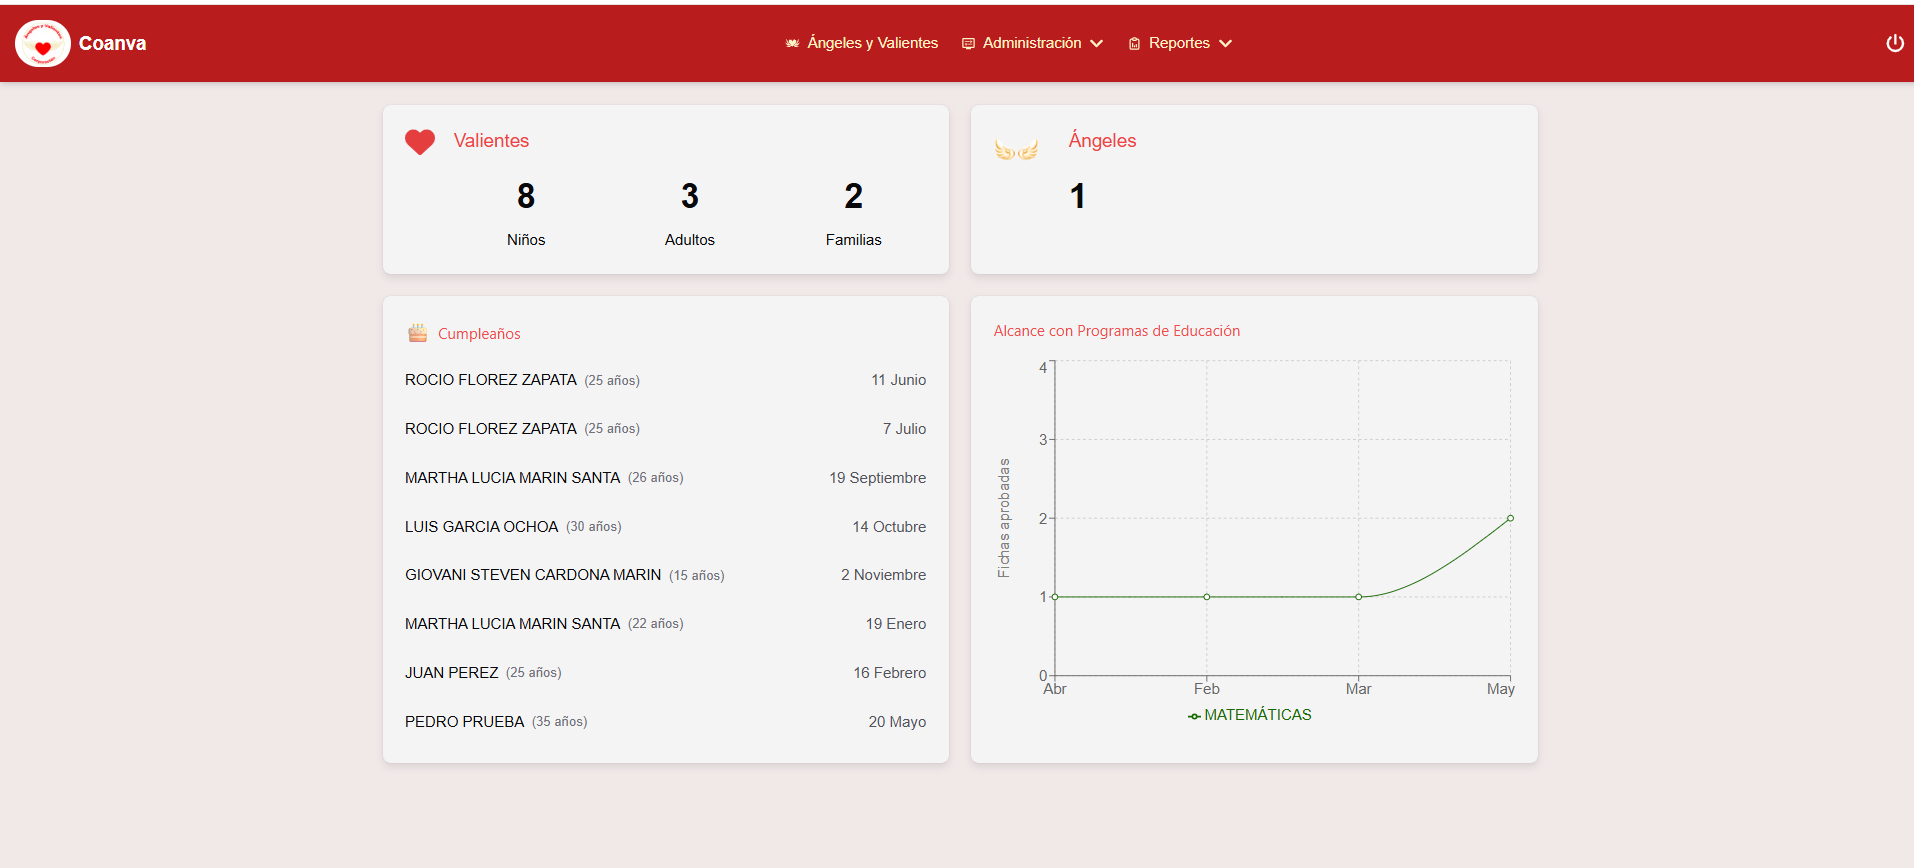 Ángeles y Valientes
Corporación
Coanva
Ángeles y Valientes
Administración
Reportes
Valientes
8
3
2
Niños
Adultos
Familias
Ángeles
1
Cumpleaños
ROCIO FLOREZ ZAPATA (25 años) 11 Junio
ROCIO FLOREZ ZAPATA (25 años) 7 Julio
MARTHA LUCIA MARIN SANTA (26 años) 19 Septiembre
LUIS GARCIA OCHOA (30 años) 14 Octubre
GIOVANI STEVEN CARDONA MARIN (15 años) 2 Noviembre
MARTHA LUCIA MARIN SANTA (22 años) 19 Enero
JUAN PEREZ (25 años) 16 Febrero
PEDRO PRUEBA (35 años) 20 Mayo
Alcance con Programas de Educación
Fichas aprobadas
4
3
2
1
0
Abr Feb Mar May
MATEMÁTICAS